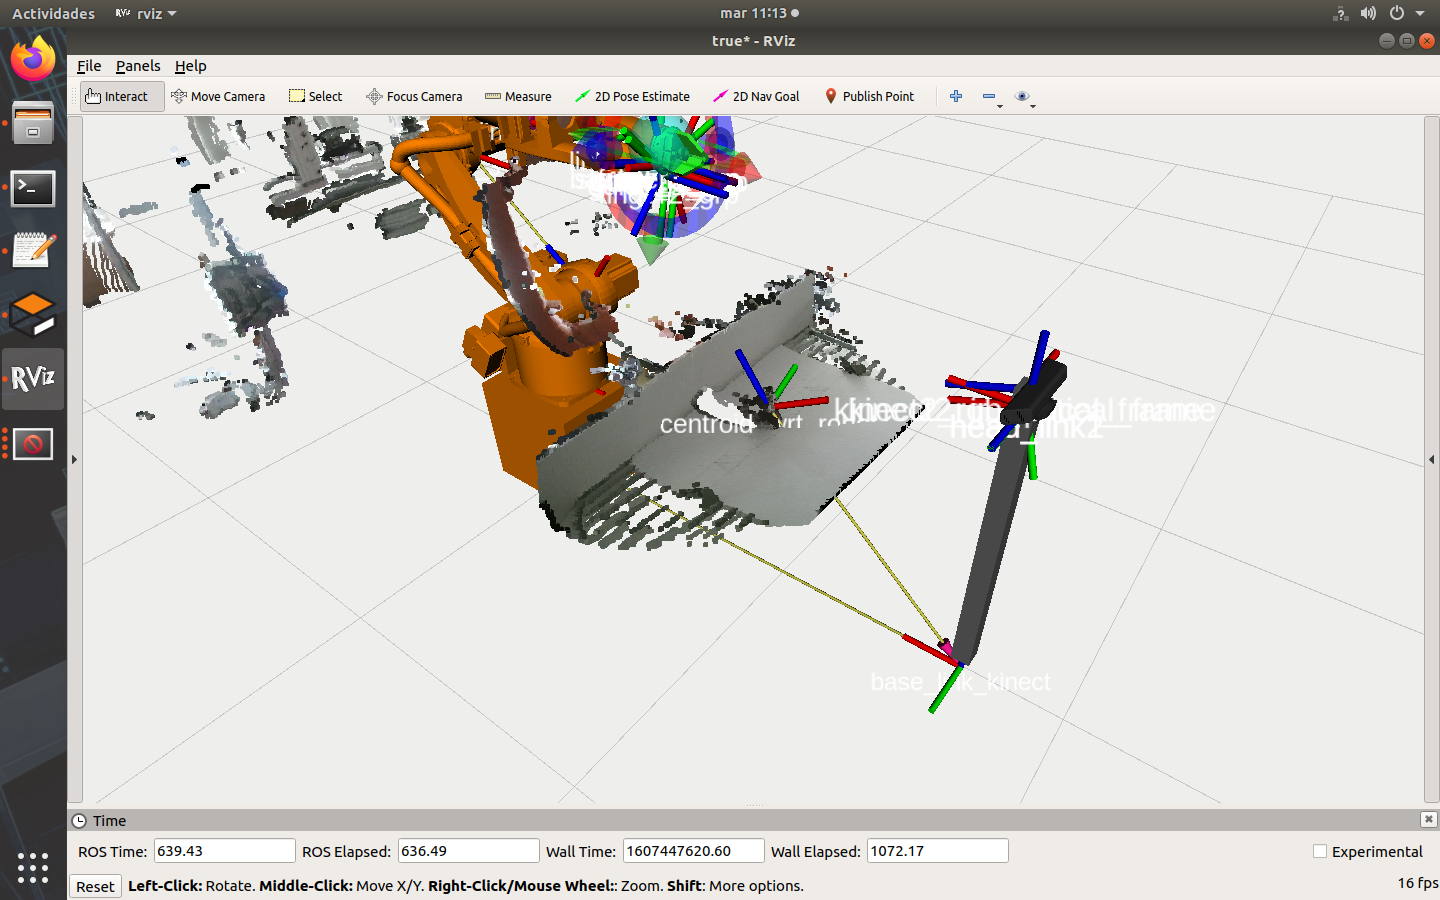 Actividades
RViz rviz
mar 11:13
true* - RViz
File Panels Help
Interact Move Camera Select Focus Camera Measure 2D Pose Estimate 2D Nav Goal Publish Point
RViz
centroid
head_link2
base_link_kinect
Time
ROS Time: 639.43 ROS Elapsed: 636.49 Wall Time: 1607447620.60 Wall Elapsed: 1072.17 Experimental
Reset Left-Click: Rotate. Middle-Click: Move X/Y. Right-Click/Mouse Wheel:: Zoom. Shift: More options. 16 fps